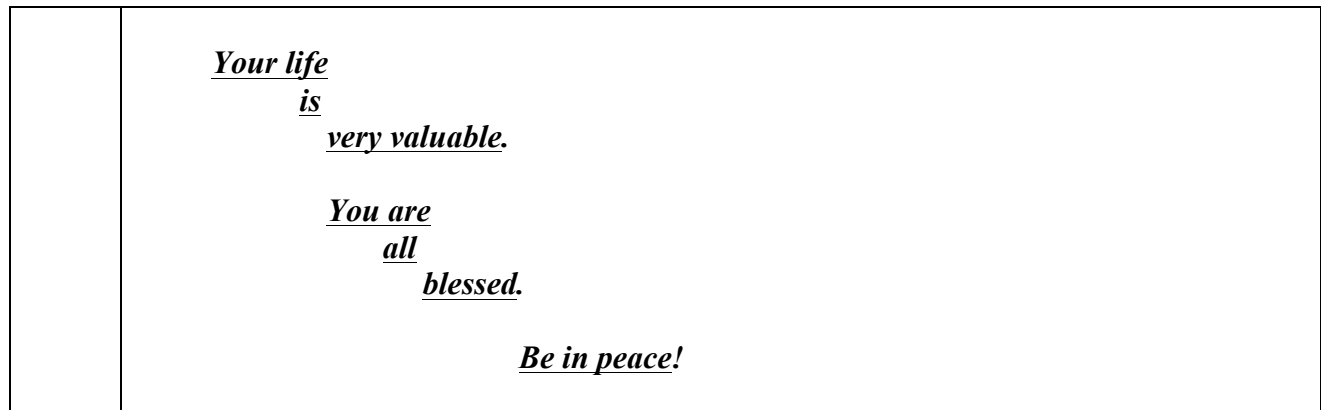 Your life
is
very valuable.
You are
all
blessed.
Be in peace!